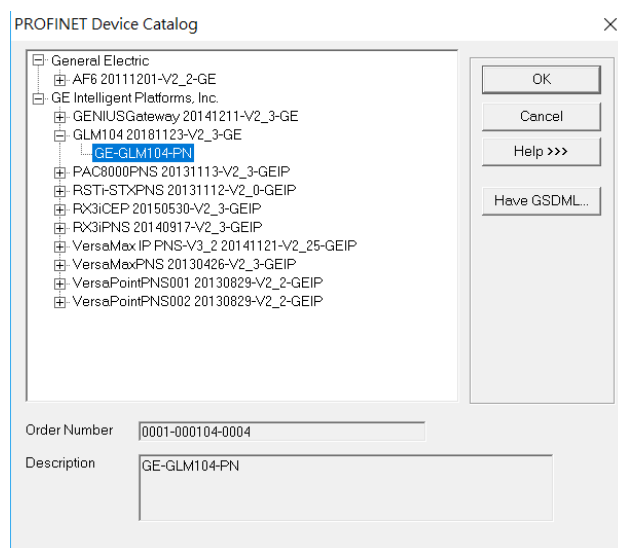 PROFINET Device Catalog
General Electric
AF6 20111201-V2_2-GE
GE Intelligent Platforms, Inc.
GENIUSGateway 20141211-V2_3-GE
GLM104 20181123-V2_3-GE
GE-GLM104-PN
PAC8000PNS 20131113-V2_3-GEIP
RSTi-STXPNS 20131112-V2_0-GEIP
RX3iCEP 20150530-V2_3-GEIP
RX3iPNS 20140917-V2_3-GEIP
VersaMax IP PNS-V3_2 20141121-V2_25-GEIP
VersaMaxPNS 20130426-V2_3-GEIP
VersaPointPNS001 20130829-V2_2-GEIP
VersaPointPNS002 20130829-V2_2-GEIP
OK
Cancel
Help >>>
Have GSDML...
Order Number 0001-000104-0004
Description GE-GLM104-PN